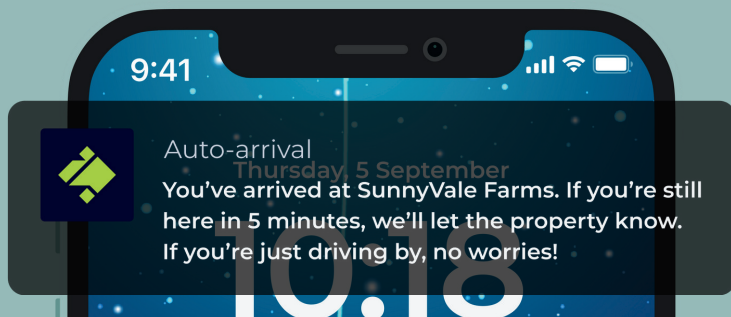 9:41
Auto-arrival
Thursday, 5 September
You've arrived at SunnyVale Farms. If you're still
here in 5 minutes, we'll let the property know.
If you're just driving by, no worries!
10:18